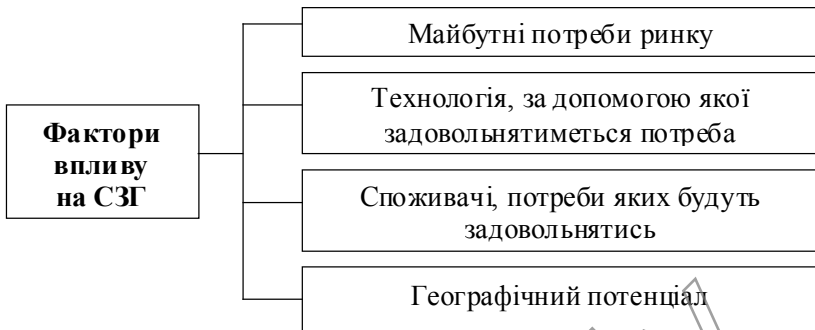 Майбутні потреби ринку
Технологія, за допомогою якої
задовольнятиметься потреба
Фактори
впливу
на СЗГ
Споживачі, потреби яких будуть
задовольнятись
Географічний потенціал